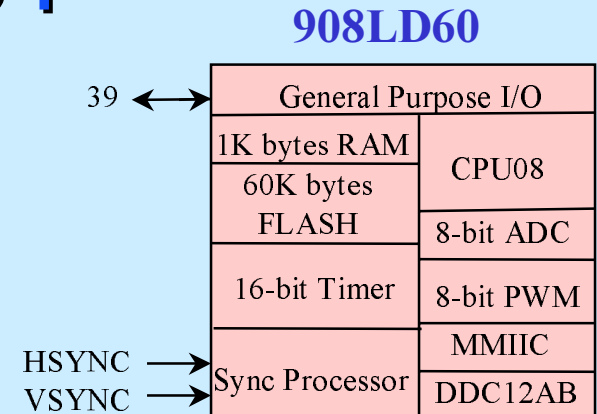 908LD60
39
General Purpose I/O
1K bytes RAM
60K bytes
FLASH
16-bit Timer
HSYNC
VSYNC
Sync Processor
CPU08
8-bit ADC
8-bit PWM
MMIIC
DDC12AB